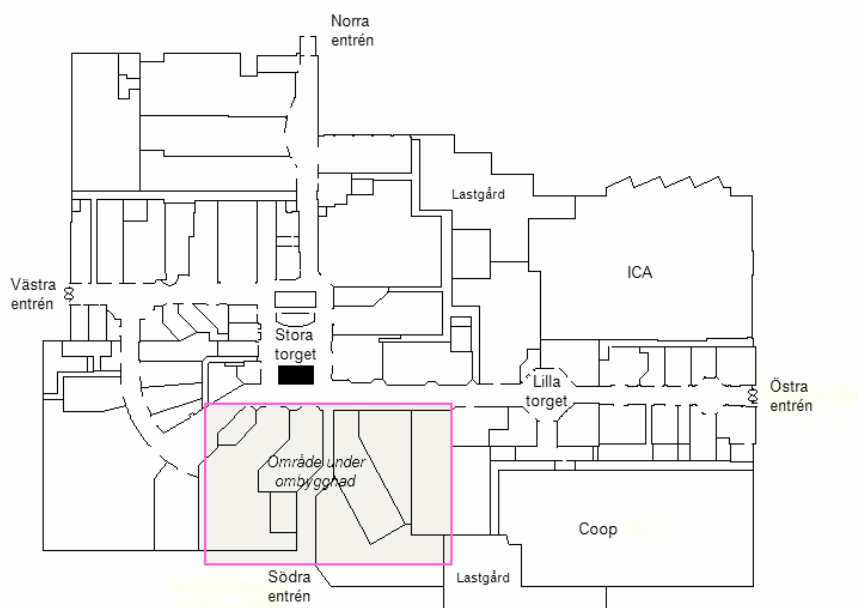 Norra
entrén
Lastgård
ICA
Västra
entrén
Stora
torget
Lilla
torget
Östra
entrén
Område under
ombyggnad
Coop
Södra
entrén
Lastgård